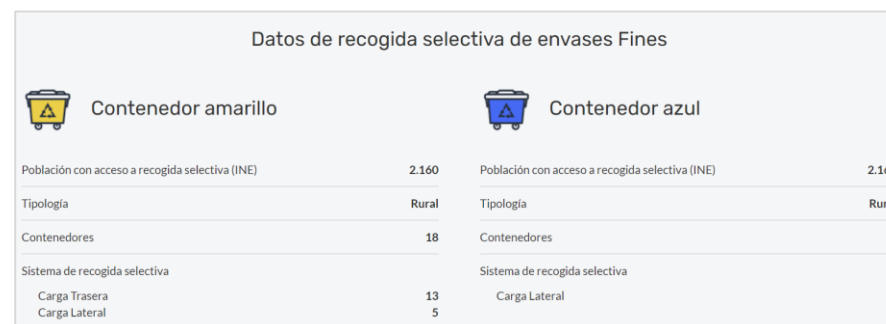 Datos de recogida selectiva de envases Fines
Contenedor amarillo
Población con acceso a recogida selectiva (INE) 2.160
Tipología Rural
Contenedores 18
Sistema de recogida selectiva
Carga Trasera 13
Carga Lateral 5
Contenedor azul
Población con acceso a recogida selectiva (INE)
Tipología
Contenedores
Sistema de recogida selectiva
Carga Lateral